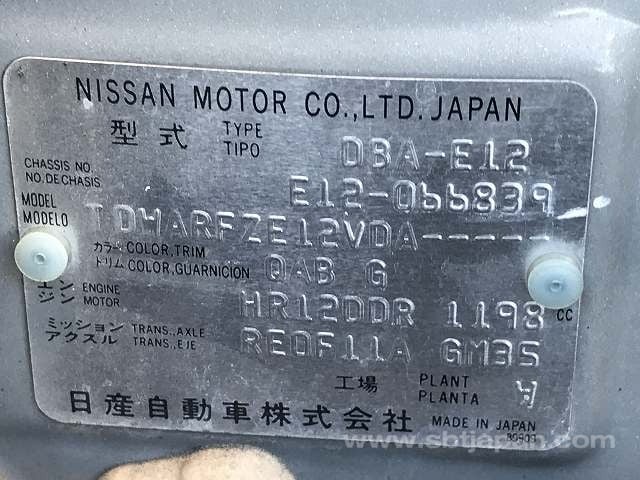 NISSAN MOTOR CO.,LTD. JAPAN
型式 TYPE TIPO DBA-E12
CHASSIS NO. NO.DE.CHASIS E12-066839
MODEL MODELO TDWARFZE12VDA-----
カラー COLOR,TRIM
トリム COLOR,GUARNICION QAB G
エンジン ENGINE MOTOR HR12DDR 1198 CC
ミッション TRANS.,AXLE
アクスル TRANS.,EJE RE0F11A GM35
工場 PLANT PLANTA A
日産自動車株式会社 MADE IN JAPAN
www.sbtjapan.com